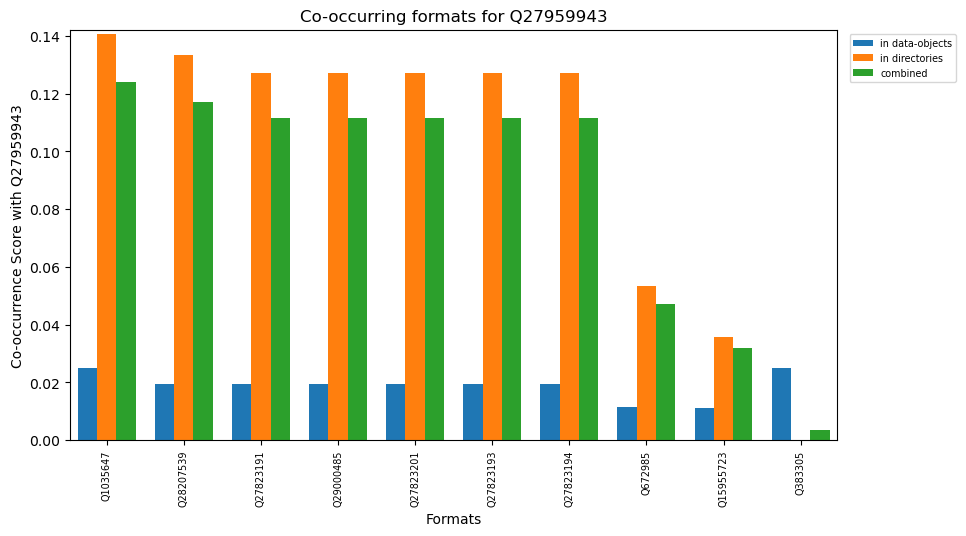 Co-occurring formats for Q27959943
in data-objects
in directories
combined
Co-occurrence Score with Q27959943
0.14
0.12
0.10
0.08
0.06
0.04
0.02
0.00
Q1035647
Q28207539
Q27823191
Q29000485
Q27823201
Q27823193
Q27823194
Q672985
Q15955723
Q383305
Formats